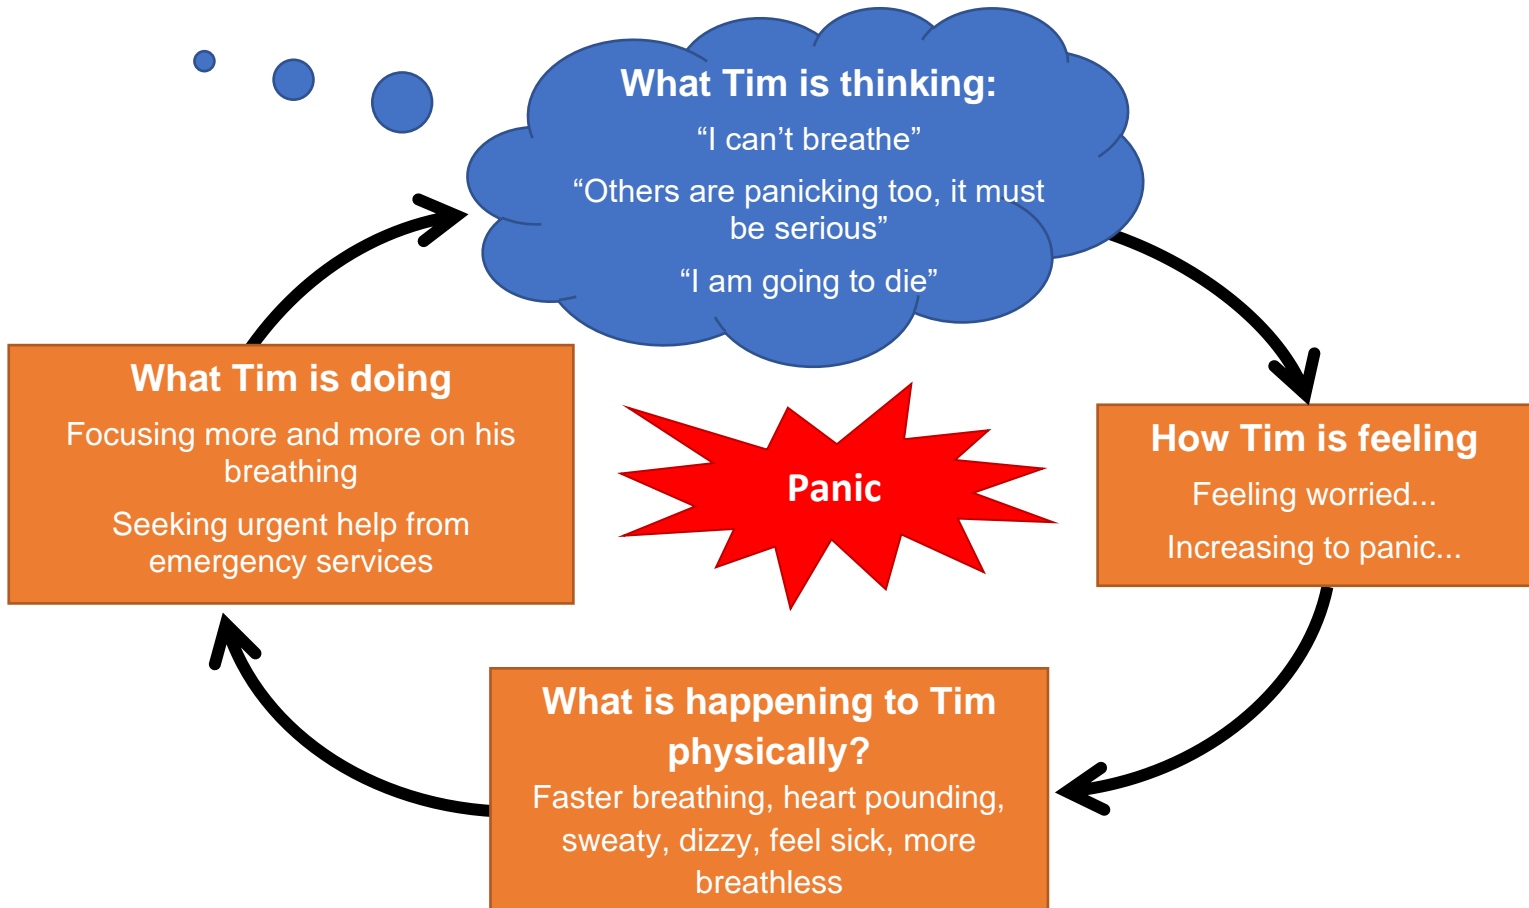 What Tim is thinking:
“I can’t breathe”
“Others are panicking too, it must
be serious”
“I am going to die”
How Tim is feeling
Feeling worried...
Increasing to panic...
What is happening to Tim
physically?
Faster breathing, heart pounding,
sweaty, dizzy, feel sick, more
breathless
What Tim is doing
Focusing more and more on his
breathing
Seeking urgent help from
emergency services
Panic